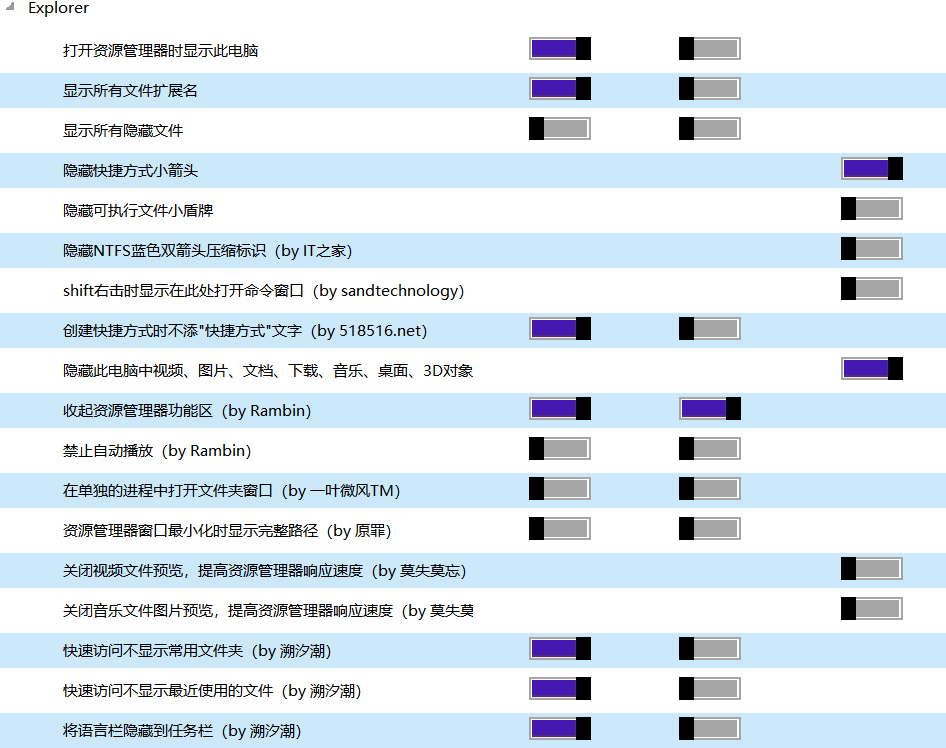 Explorer
打开资源管理器时显示此电脑
显示所有文件扩展名
显示所有隐藏文件
隐藏快捷方式小箭头
隐藏可执行文件小盾牌
隐藏NTFS蓝色双箭头压缩标识（by IT之家）
shift右击时显示在此处打开命令窗口（by sandtechnology）
创建快捷方式时不添"快捷方式"文字（by 518516.net）
隐藏此电脑中视频、图片、文档、下载、音乐、桌面、3D对象
收起资源管理器功能区（by Rambin）
禁止自动播放（by Rambin）
在单独的进程中打开文件夹窗口（by 一叶微风TM）
资源管理器窗口最小化时显示完整路径（by 原罪）
关闭视频文件预览，提高资源管理器响应速度（by 莫失莫忘）
关闭音乐文件图片预览，提高资源管理器响应速度（by 莫失莫
快速访问不显示常用文件夹（by 溯汐潮）
快速访问不显示最近使用的文件（by 溯汐潮）
将语言栏隐藏到任务栏（by 溯汐潮）